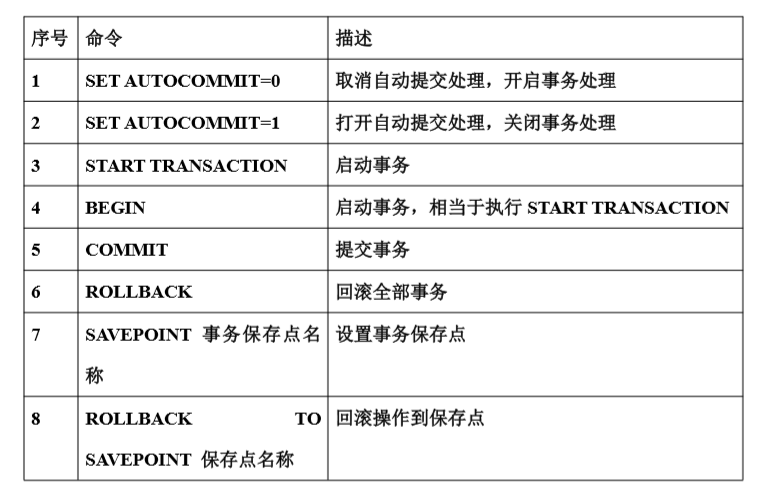 序号 命令 描述
1 SET AUTOCOMMIT=0 取消自动提交处理，开启事务处理
2 SET AUTOCOMMIT=1 打开自动提交处理，关闭事务处理
3 START TRANSACTION 启动事务
4 BEGIN 启动事务，相当于执行 START TRANSACTION
5 COMMIT 提交事务
6 ROLLBACK 回滚全部事务
7 SAVEPOINT 事务保存点名 设置事务保存点
称
8 ROLLBACK TO 回滚操作到保存点
SAVEPOINT 保存点名称